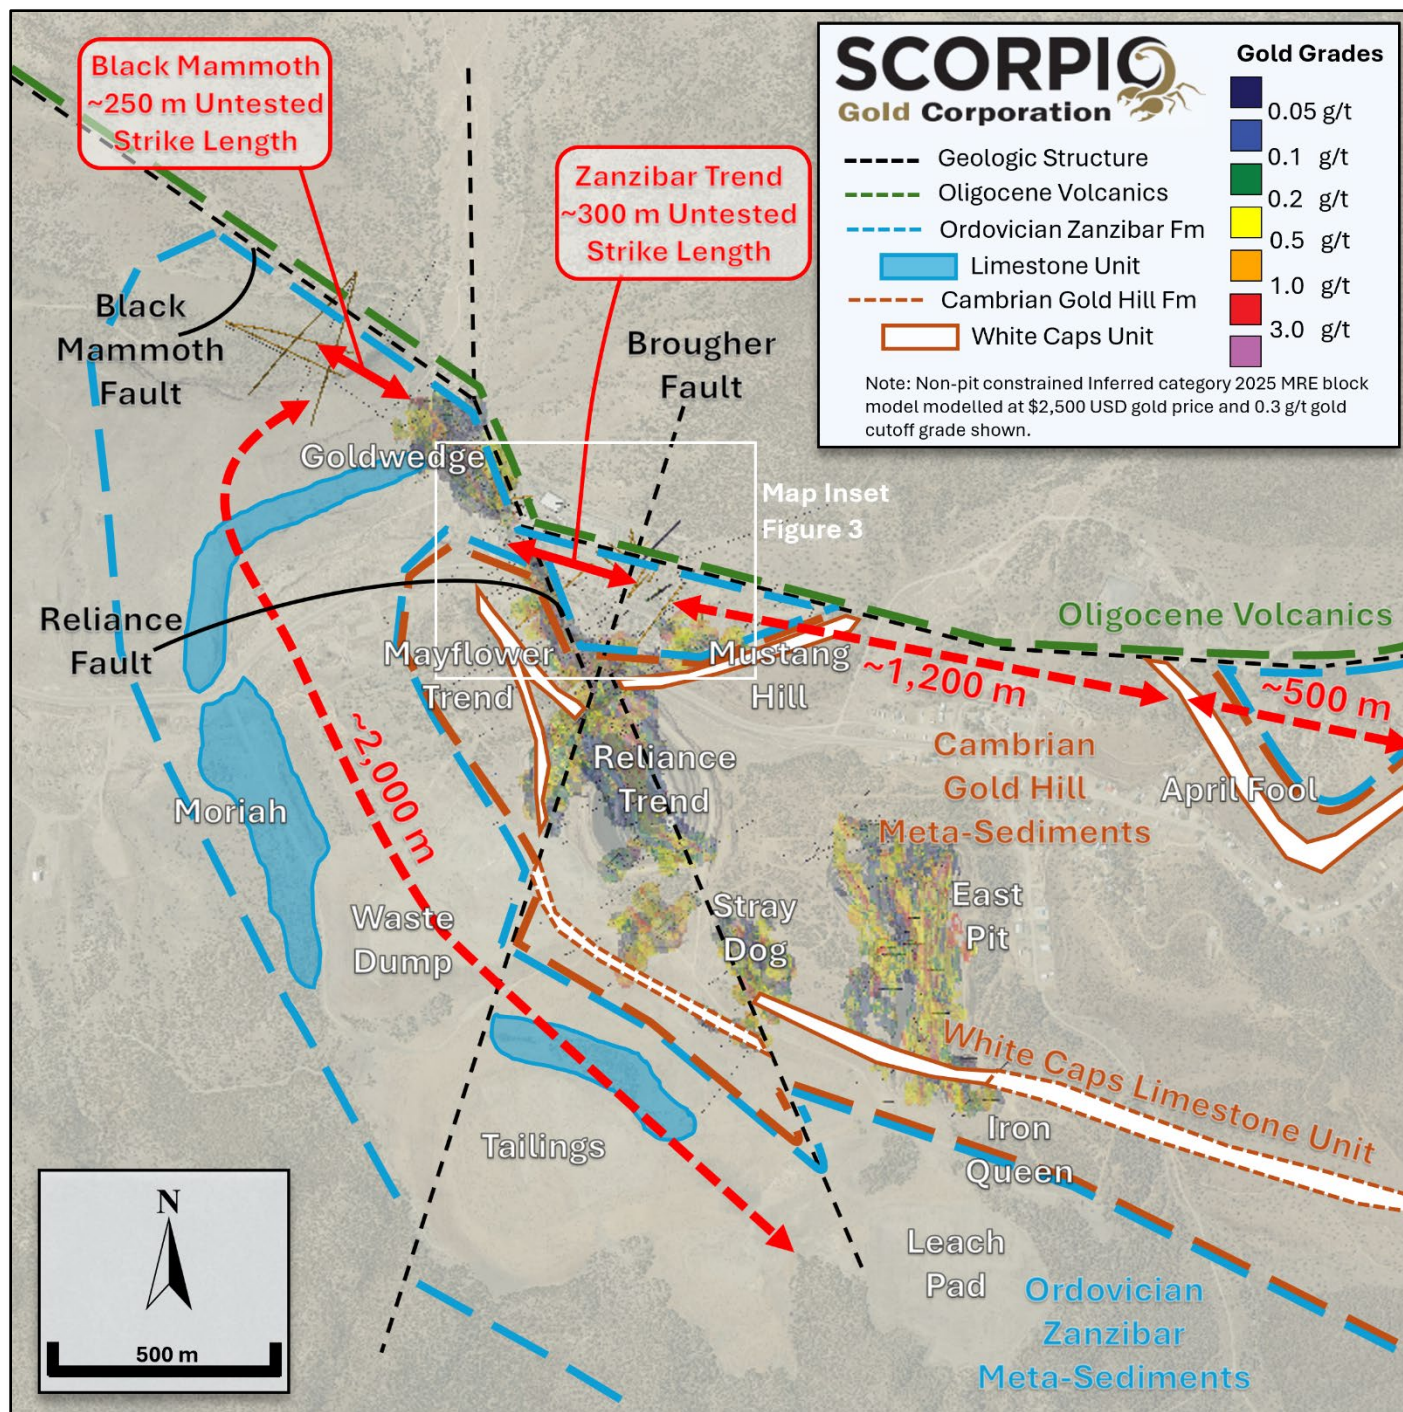 Black Mammoth
~250 m Untested
Strike Length
Zanzibar Trend
~300 m Untested
Strike Length
SCORPIO
Gold Corporation
Geologic Structure
Oligocene Volcanics
Ordovician Zanzibar Fm
Limestone Unit
Cambrian Gold Hill Fm
White Caps Unit
Gold Grades
0.05 g/t
0.1 g/t
0.2 g/t
0.5 g/t
1.0 g/t
3.0 g/t
Note: Non-pit constrained Inferred category 2025 MRE block
model modelled at $2,500 USD gold price and 0.3 g/t gold
cutoff grade shown.
Black
Mammoth
Fault
Brougher
Fault
Goldwedge
Map Inset
Figure 3
Reliance
Fault
Oligocene Volcanics
Mayflower
Trend
Mustang
Hill
~1,200 m
~500 m
~2,000 m
Reliance
Trend
Cambrian
Gold Hill
Meta-Sediments
April Fool
Moriah
Waste
Dump
Stray
Dog
East
Pit
White Caps Limestone Unit
Tailings
Iron
Queen
Leach
Pad
Ordovician
Zanzibar
Meta-Sediments
N
500 m